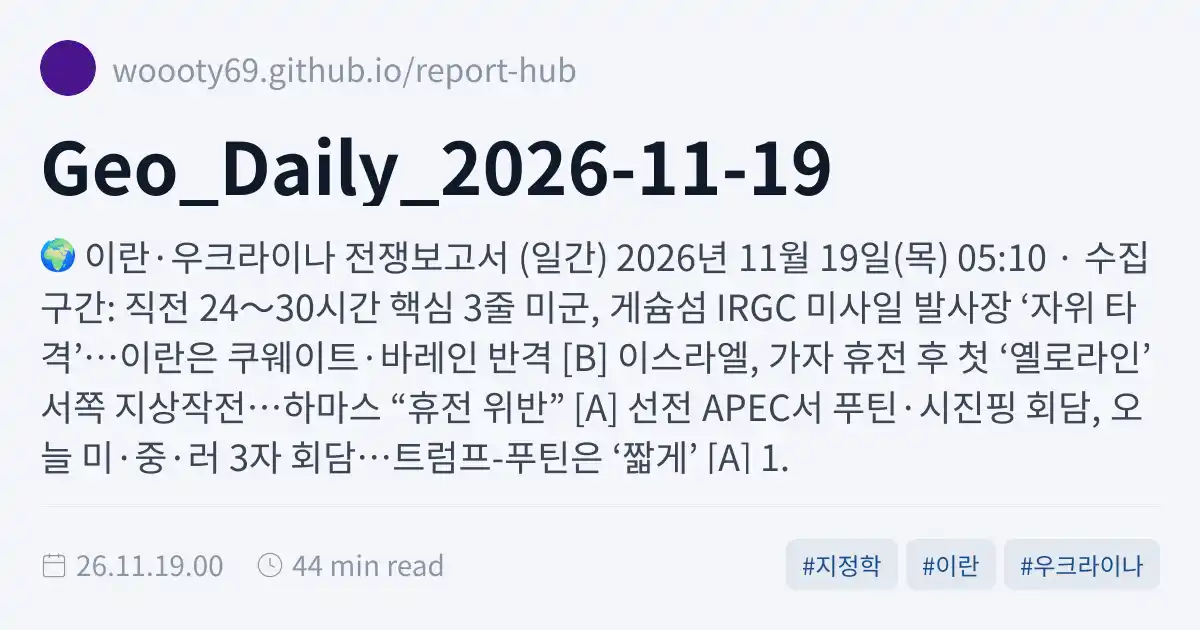 woooty69.github.io/report-hub
Geo_Daily_2026-11-19
🌍 이란·우크라이나 전쟁보고서 (일간) 2026년 11월 19일(목) 05:10 · 수집
구간: 직전 24～30시간 핵심 3줄 미군, 게슘섬 IRGC 미사일 발사장 ‘자위 타
격’…이란은 쿠웨이트·바레인 반격 [B] 이스라엘, 가자 휴전 후 첫 ‘옐로라인’
서쪽 지상작전…하마스 “휴전 위반” [A] 선전 APEC서 푸틴·시진핑 회담, 오
늘 미·중·러 3자 회담…트럼프-푸틴은 ‘짧게’ [A] 1.
26.11.19.00
44 min read
#지정학
#이란
#우크라이나